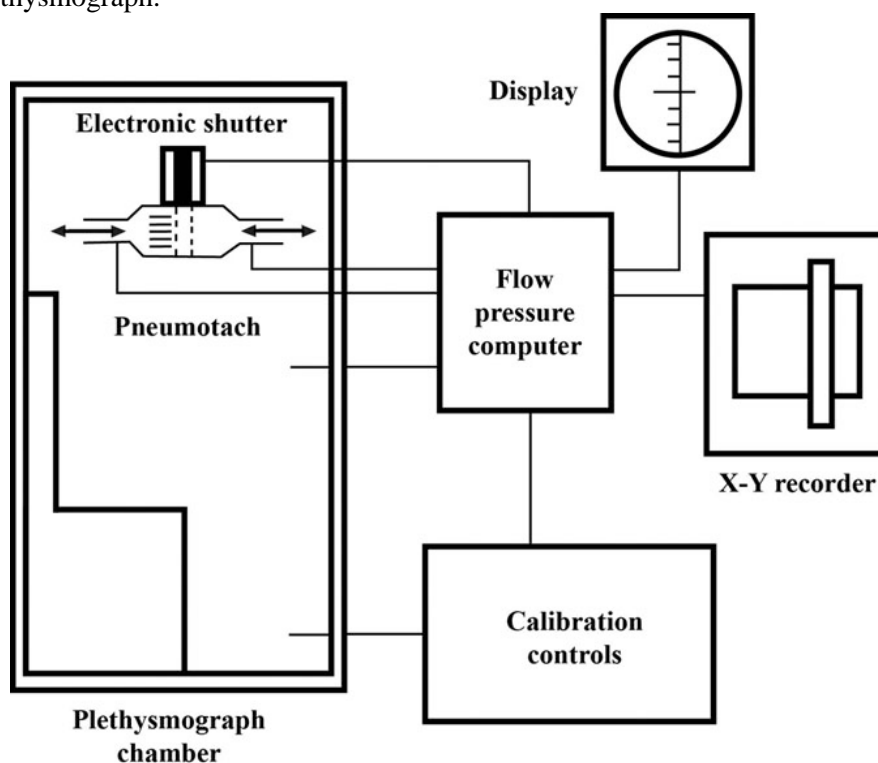 thysmograph.
Display
Electronic shutter
Flow
pressure
computer
Pneumotach
X-Y recorder
Calibration
controls
Plethysmograph
chamber